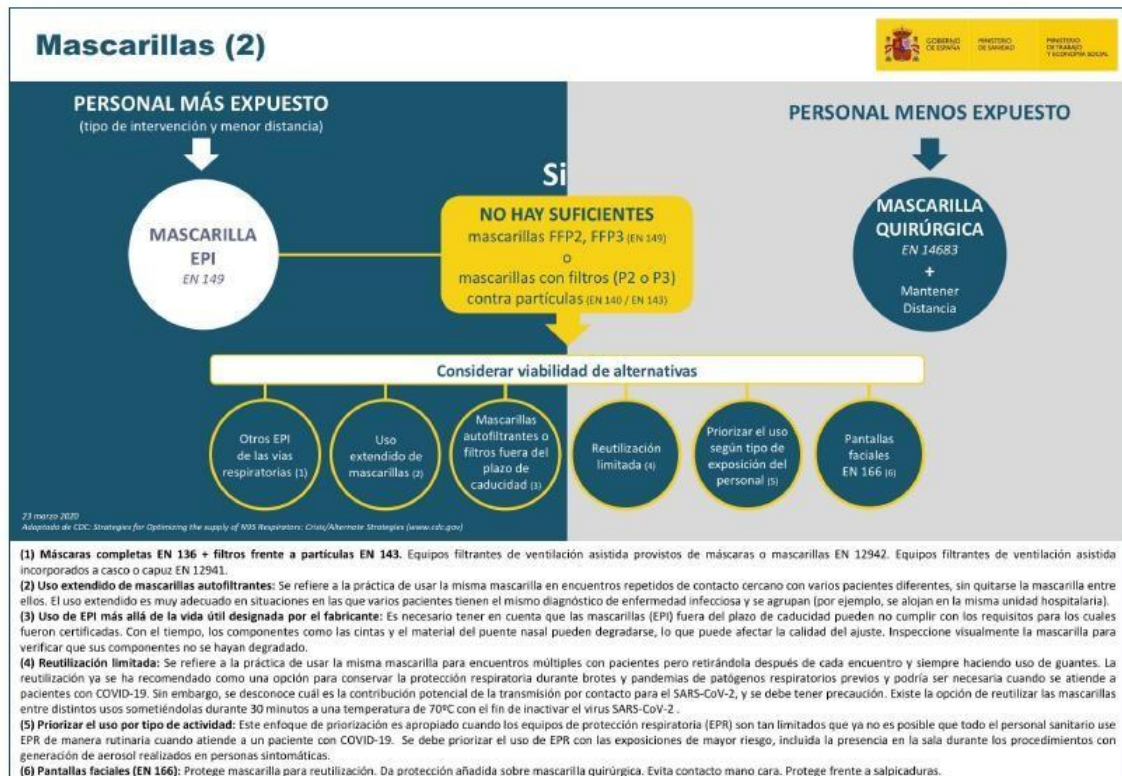 Mascarillas (2)
GOBIERNO
DE ESPAÑA
MINISTERIO
DE SANIDAD
MINISTERIO
DE TRABAJO
Y ECONOMÍA SOCIAL
PERSONAL MÁS EXPUESTO
(tipo de intervención y menor distancia)
PERSONAL MENOS EXPUESTO
Si
MASCARILLA
EPI
EN 149
NO HAY SUFICIENTES
mascarillas FFP2, FFP3 (EN 149)
o
mascarillas con filtros (P2 o P3)
contra partículas (EN 140 / EN 143)
MASCARILLA
QUIRÚRGICA
EN 14683
+
Mantener
Distancia
Considerar viabilidad de alternativas
Otros EPI
de las vías
respiratorias (1)
Uso
extendido de
mascarillas (2)
Mascarillas
autofiltrantes o
filtros fuera del
plazo de
caducidad (3)
Reutilización
limitada (4)
Priorizar el uso
según tipo de
exposición del
personal (5)
Pantallas
faciales
EN 166 (6)
23 marzo 2020
Adaptado de CDC: Strategies for Optimizing the supply of N95 Respirators: Crisis/Alternate Strategies (www.cdc.gov)
(1) Máscaras completas EN 136 + filtros frente a partículas EN 143. Equipos filtrantes de ventilación asistida provistos de máscaras o mascarillas EN 12942. Equipos filtrantes de ventilación asistida
incorporados a casco o capuz EN 12941.
(2) Uso extendido de mascarillas autofiltrantes: Se refiere a la práctica de usar la misma mascarilla en encuentros repetidos de contacto cercano con varios pacientes diferentes, sin quitarse la mascarilla entre
ellos. El uso extendido es muy adecuado en situaciones en las que varios pacientes tienen el mismo diagnóstico de enfermedad infecciosa y se agrupan (por ejemplo, se alojan en la misma unidad hospitalaria).
(3) Uso de EPI más allá de la vida útil designada por el fabricante: Es necesario tener en cuenta que las mascarillas (EPI) fuera del plazo de caducidad pueden no cumplir con los requisitos para los cuales
fueron certificadas. Con el tiempo, los componentes como las cintas y el material del puente nasal pueden degradarse, lo que puede afectar la calidad del ajuste. Inspeccione visualmente la mascarilla para
verificar que sus componentes no se hayan degradado.
(4) Reutilización limitada: Se refiere a la práctica de usar la misma mascarilla para encuentros múltiples con pacientes pero retirándola después de cada encuentro y siempre haciendo uso de guantes. La
reutilización ya se ha recomendado como una opción para conservar la protección respiratoria durante brotes y pandemias de patógenos respiratorios previos y podría ser necesaria cuando se atiende a
pacientes con COVID-19. Sin embargo, se desconoce cuál es la contribución potencial de la transmisión por contacto para el SARS-CoV-2, y se debe tener precaución. Existe la opción de reutilizar las mascarillas
entre distintos usos sometiéndolas durante 30 minutos a una temperatura de 70ºC con el fin de inactivar el virus SARS-CoV-2 .
(5) Priorizar el uso por tipo de actividad: Este enfoque de priorización es apropiado cuando los equipos de protección respiratoria (EPR) son tan limitados que ya no es posible que todo el personal sanitario use
EPR de manera rutinaria cuando atiende a un paciente con COVID-19. Se debe priorizar el uso de EPR con las exposiciones de mayor riesgo, incluida la presencia en la sala durante los procedimientos con
generación de aerosol realizados en personas sintomáticas.
(6) Pantallas faciales (EN 166): Protege mascarilla para reutilización. Da protección añadida sobre mascarilla quirúrgica. Evita contacto mano cara. Protege frente a salpicaduras.